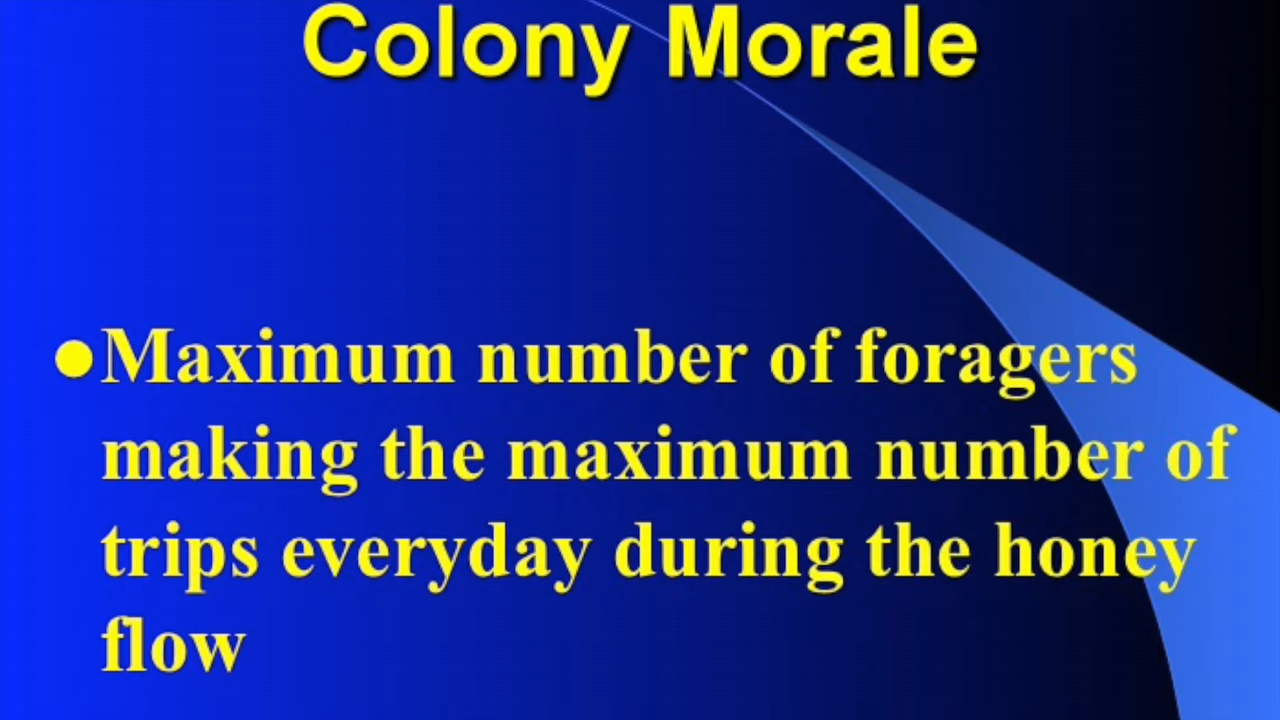 Colony Morale
●Maximum number of foragers
making the maximum number of
trips everyday during the honey
flow